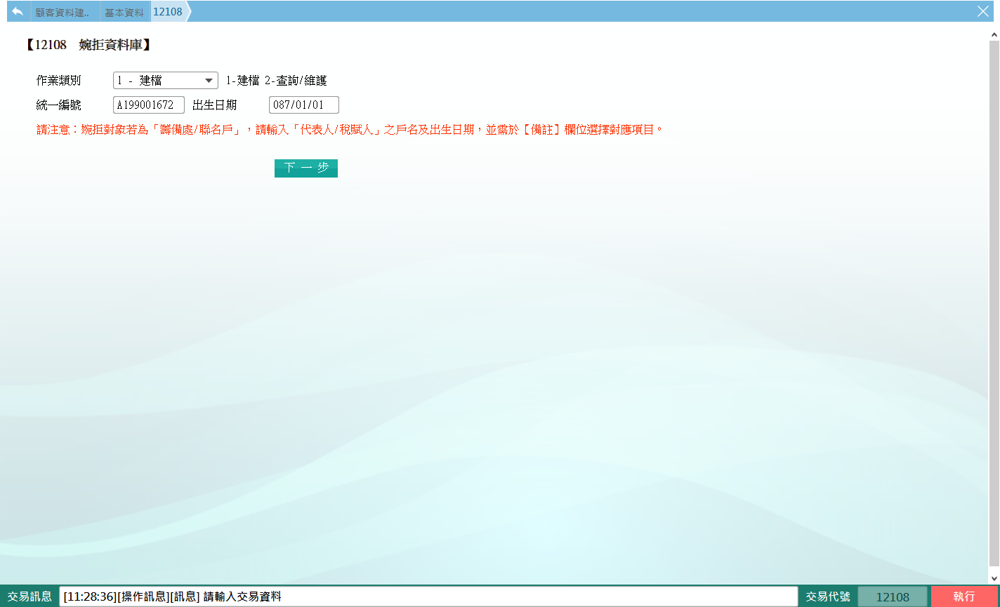 顧客資料建.. 基本資料 12108
【12108 婉拒資料庫】
作業類別 1 - 建檔 1-建檔 2-查詢/維護
統一編號 A199001672 出生日期 087/01/01
請注意：婉拒對象若為「籌備處/聯名戶」，請輸入「代表人/稅賦人」之戶名及出生日期，並需於【備註】欄位選擇對應項目。
下一步
交易訊息 [11:28:36][操作訊息][訊息] 請輸入交易資料 交易代號 12108 執行